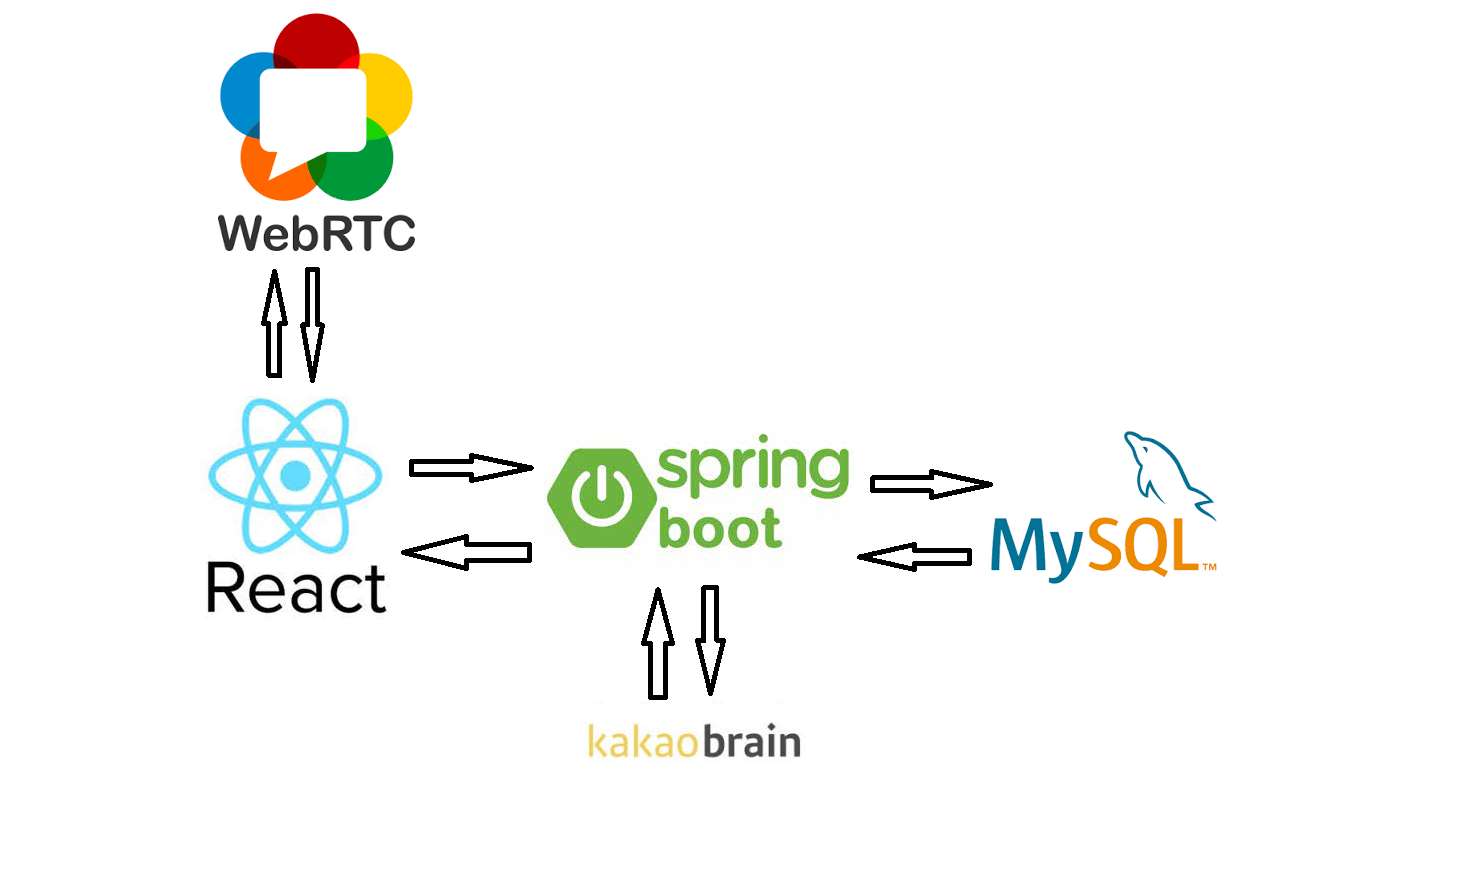 WebRTC
React
spring
boot
MySQL™
kakaobrain